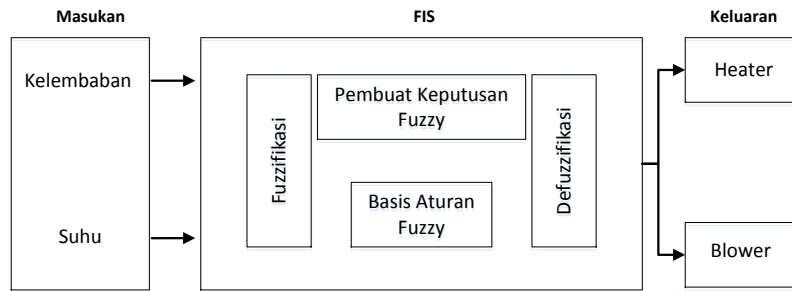 Masukan
FIS
Keluaran
Kelembaban
Suhu
Fuzzifikasi
Pembuat Keputusan
Fuzzy
Basis Aturan
Fuzzy
Defuzzifikasi
Heater
Blower